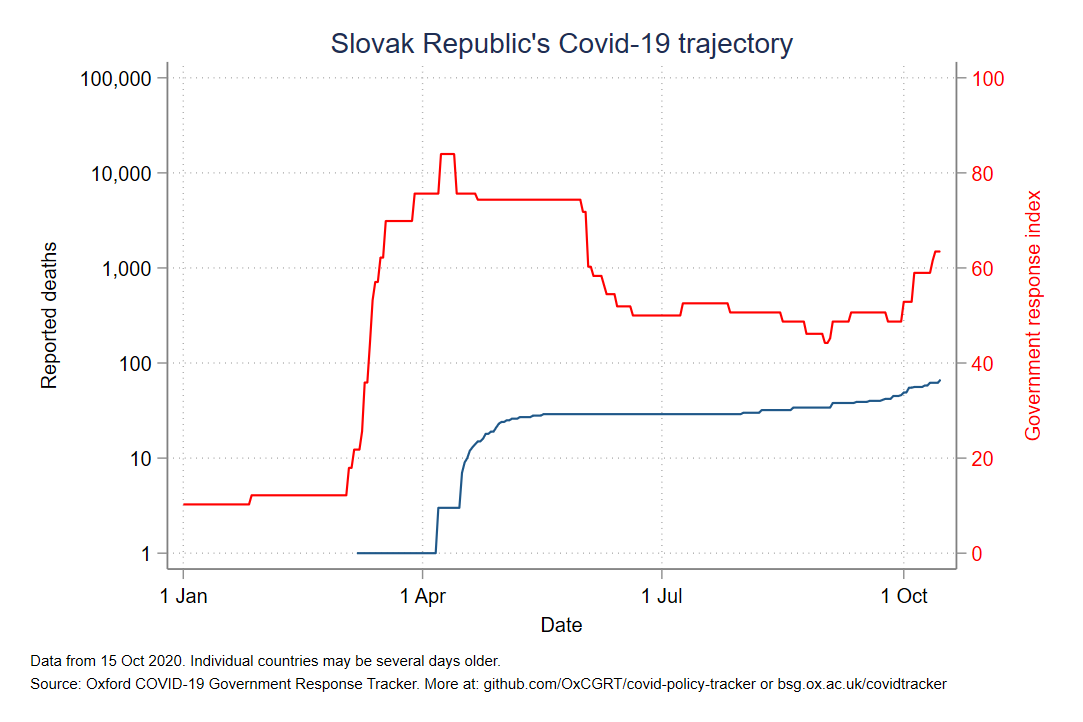 Slovak Republic's Covid-19 trajectory
100,000
10,000
1,000
100
10
1
Reported deaths
100
80
60
40
20
0
Government response index
1 Jan
1 Apr
1 Jul
1 Oct
Date
Data from 15 Oct 2020. Individual countries may be several days older.
Source: Oxford COVID-19 Government Response Tracker. More at: github.com/OxCGRT/covid-policy-tracker or bsg.ox.ac.uk/covidtracker